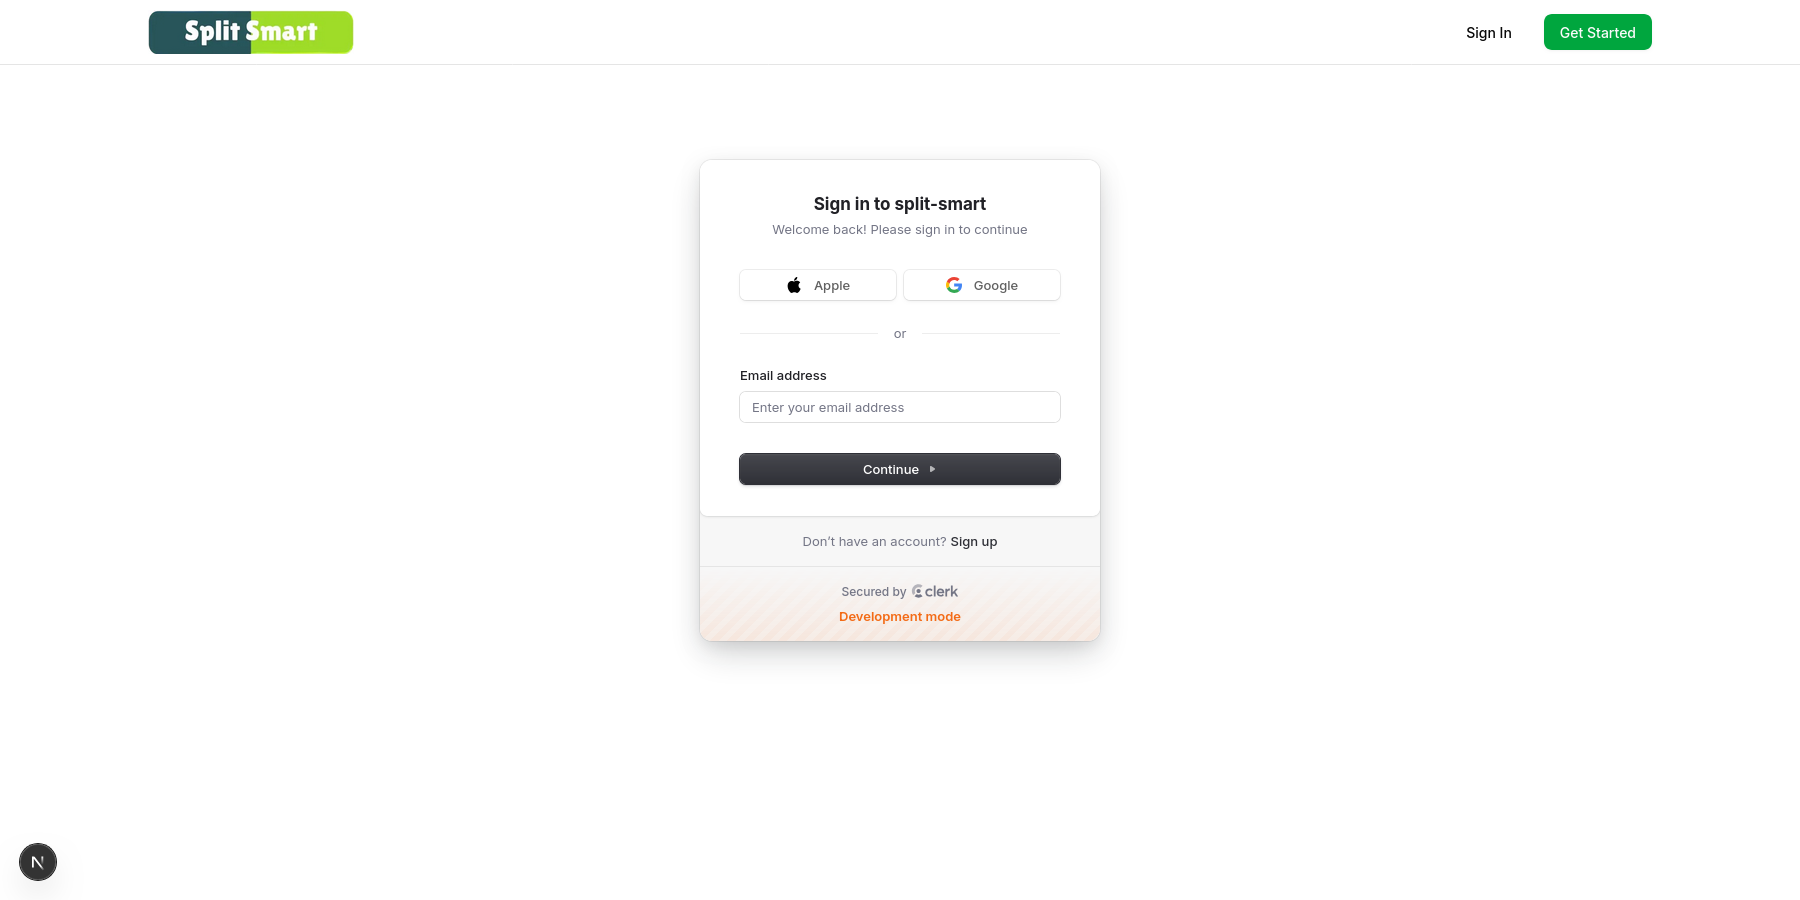 Split Smart
Sign In
Get Started
Sign in to split-smart
Welcome back! Please sign in to continue
Apple
Google
or
Email address
Enter your email address
Continue
Don’t have an account? Sign up
Secured by clerk
Development mode
N